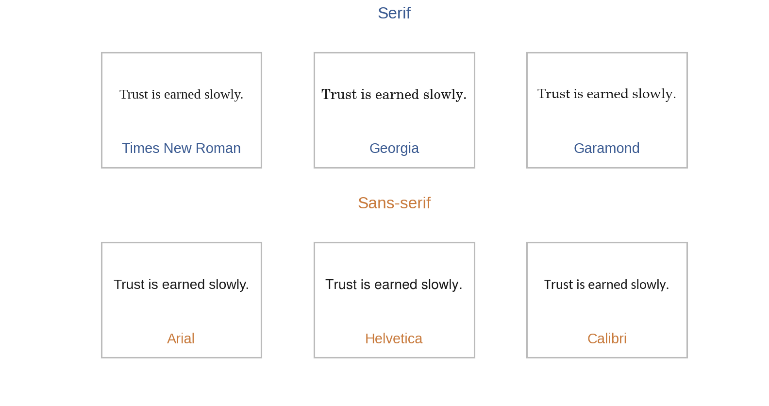 Serif
Trust is earned slowly.
Times New Roman
Trust is earned slowly.
Georgia
Trust is earned slowly.
Garamond
Sans-serif
Trust is earned slowly.
Arial
Trust is earned slowly.
Helvetica
Trust is earned slowly.
Calibri